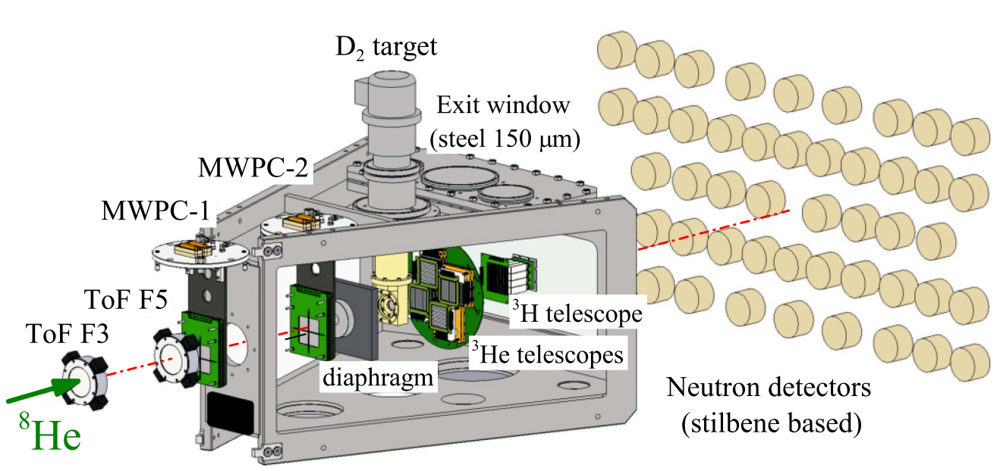 D₂ target
Exit window
(steel 150 μm)
MWPC-2
MWPC-1
ToF F5
ToF F3
⁸He
diaphragm
³H telescope
³He telescopes
Neutron detectors
(stilbene based)